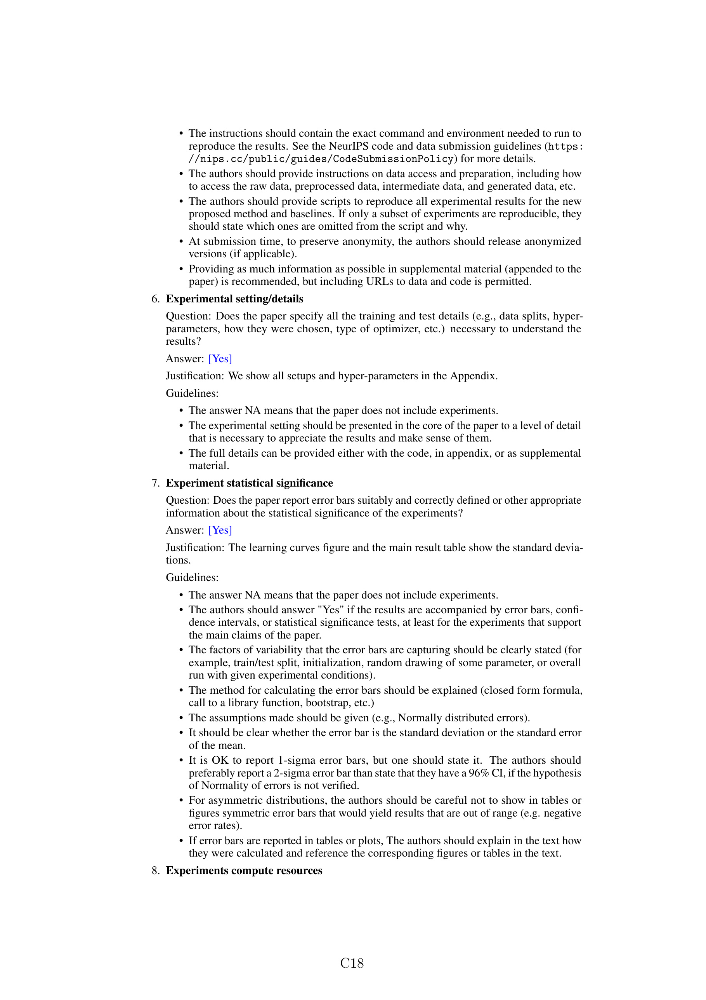 • The instructions should contain the exact command and environment needed to run to
reproduce the results. See the NeurIPS code and data submission guidelines (https:
//nips.cc/public/guides/CodeSubmissionPolicy) for more details.
• The authors should provide instructions on data access and preparation, including how
to access the raw data, preprocessed data, intermediate data, and generated data, etc.
• The authors should provide scripts to reproduce all experimental results for the new
proposed method and baselines. If only a subset of experiments are reproducible, they
should state which ones are omitted from the script and why.
• At submission time, to preserve anonymity, the authors should release anonymized
versions (if applicable).
• Providing as much information as possible in supplemental material (appended to the
paper) is recommended, but including URLs to data and code is permitted.
6. Experimental setting/details
Question: Does the paper specify all the training and test details (e.g., data splits, hyper-
parameters, how they were chosen, type of optimizer, etc.) necessary to understand the
results?
Answer: [Yes]
Justification: We show all setups and hyper-parameters in the Appendix.
Guidelines:
• The answer NA means that the paper does not include experiments.
• The experimental setting should be presented in the core of the paper to a level of detail
that is necessary to appreciate the results and make sense of them.
• The full details can be provided either with the code, in appendix, or as supplemental
material.
7. Experiment statistical significance
Question: Does the paper report error bars suitably and correctly defined or other appropriate
information about the statistical significance of the experiments?
Answer: [Yes]
Justification: The learning curves figure and the main result table show the standard devia-
tions.
Guidelines:
• The answer NA means that the paper does not include experiments.
• The authors should answer "Yes" if the results are accompanied by error bars, confi-
dence intervals, or statistical significance tests, at least for the experiments that support
the main claims of the paper.
• The factors of variability that the error bars are capturing should be clearly stated (for
example, train/test split, initialization, random drawing of some parameter, or overall
run with given experimental conditions).
• The method for calculating the error bars should be explained (closed form formula,
call to a library function, bootstrap, etc.)
• The assumptions made should be given (e.g., Normally distributed errors).
• It should be clear whether the error bar is the standard deviation or the standard error
of the mean.
• It is OK to report 1-sigma error bars, but one should state it. The authors should
preferably report a 2-sigma error bar than state that they have a 96% CI, if the hypothesis
of Normality of errors is not verified.
• For asymmetric distributions, the authors should be careful not to show in tables or
figures symmetric error bars that would yield results that are out of range (e.g. negative
error rates).
• If error bars are reported in tables or plots, The authors should explain in the text how
they were calculated and reference the corresponding figures or tables in the text.
8. Experiments compute resources
C18